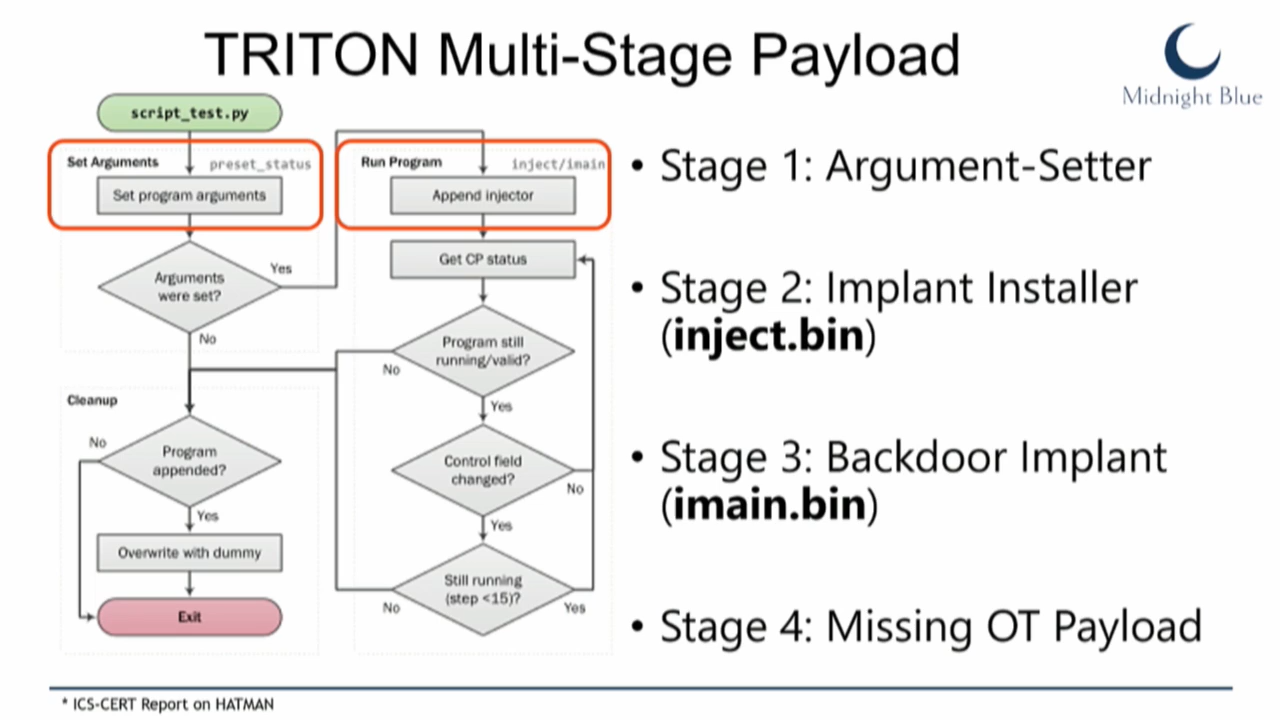 TRITON Multi-Stage Payload
Midnight Blue
script_test.py
Set Arguments
preset_status
Set program arguments
Arguments
were set?
Yes
No
Run Program
inject/imain
Append injector
Get CP status
Program still
running/valid?
No
Yes
Control field
changed?
No
Yes
Still running
(step <15)?
No
Yes
Cleanup
No
Program
appended?
Yes
Overwrite with dummy
Exit
• Stage 1: Argument-Setter
• Stage 2: Implant Installer
(inject.bin)
• Stage 3: Backdoor Implant
(imain.bin)
• Stage 4: Missing OT Payload
* ICS-CERT Report on HATMAN